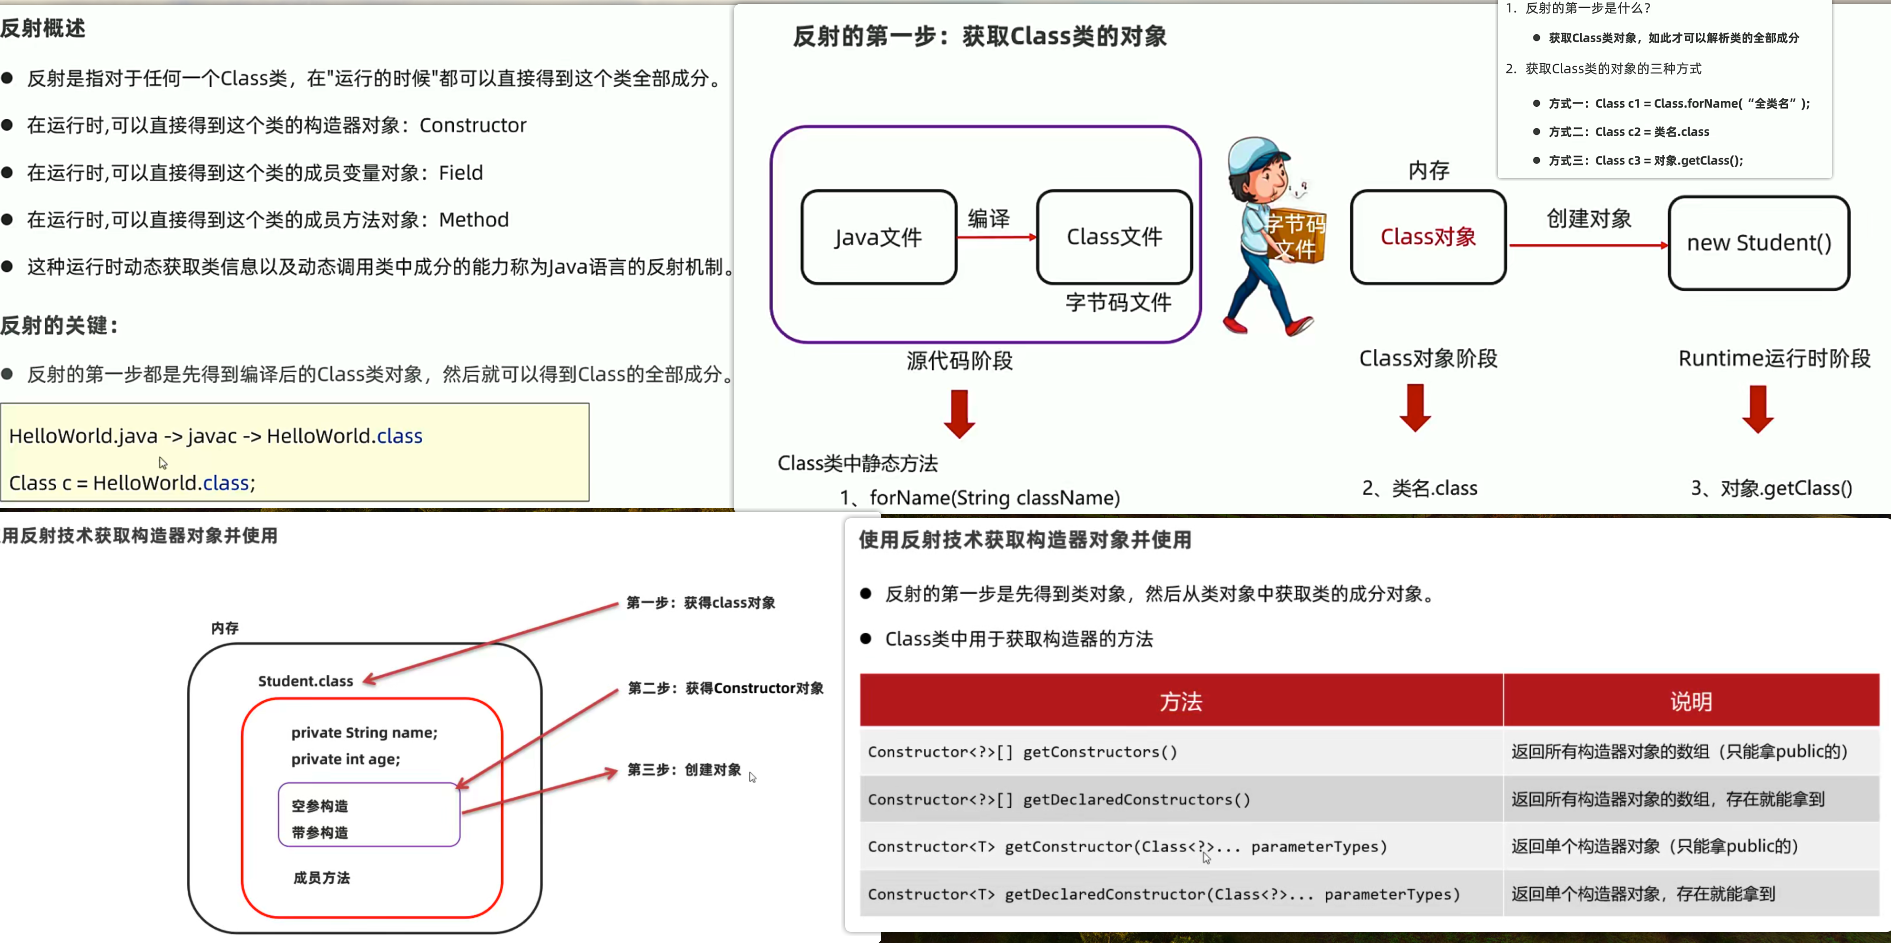 反射概述
反射是指对于任何一个Class类，在"运行的时候"都可以直接得到这个类全部成分。
在运行时,可以直接得到这个类的构造器对象：Constructor
在运行时,可以直接得到这个类的成员变量对象：Field
在运行时,可以直接得到这个类的成员方法对象：Method
这种运行时动态获取类信息以及动态调用类中成分的能力称为Java语言的反射机制。
反射的关键：
反射的第一步都是先得到编译后的Class类对象，然后就可以得到Class的全部成分。
HelloWorld.java -> javac -> HelloWorld.class
Class c = HelloWorld.class;
反射的第一步：获取Class类的对象
Java文件
编译
Class文件
字节码文件
源代码阶段
Class类中静态方法
1、forName(String className)
字节码
文件
内存
Class对象
Class对象阶段
2、类名.class
创建对象
new Student()
Runtime运行时阶段
3、对象.getClass()
1. 反射的第一步是什么？
获取Class类对象，如此才可以解析类的全部成分
2. 获取Class类的对象的三种方式
方式一：Class c1 = Class.forName(“全类名”);
方式二：Class c2 = 类名.class
方式三：Class c3 = 对象.getClass();
用反射技术获取构造器对象并使用
内存
Student.class
private String name;
private int age;
空参构造
带参构造
成员方法
第一步：获得class对象
第二步：获得Constructor对象
第三步：创建对象
使用反射技术获取构造器对象并使用
反射的第一步是先得到类对象，然后从类对象中获取类的成分对象。
Class类中用于获取构造器的方法
方法 说明
Constructor<?>[] getConstructors() 返回所有构造器对象的数组（只能拿public的）
Constructor<?>[] getDeclaredConstructors() 返回所有构造器对象的数组，存在就能拿到
Constructor<T> getConstructor(Class<?>... parameterTypes) 返回单个构造器对象（只能拿public的）
Constructor<T> getDeclaredConstructor(Class<?>... parameterTypes) 返回单个构造器对象，存在就能拿到